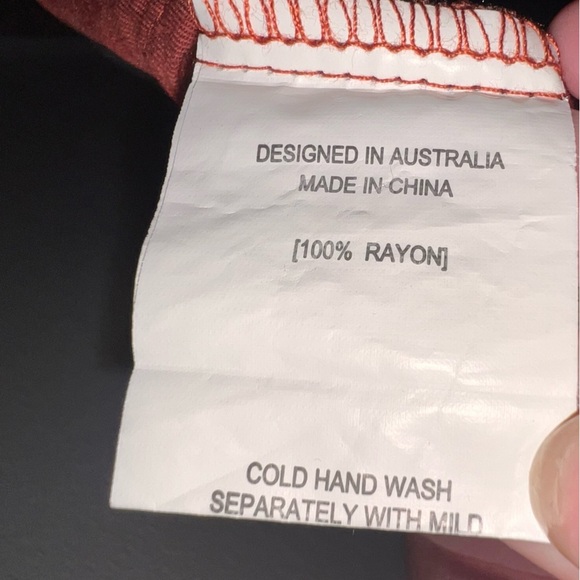 DESIGNED IN AUSTRALIA
MADE IN CHINA
[100% RAYON]
COLD HAND WASH
SEPARATELY WITH MILD